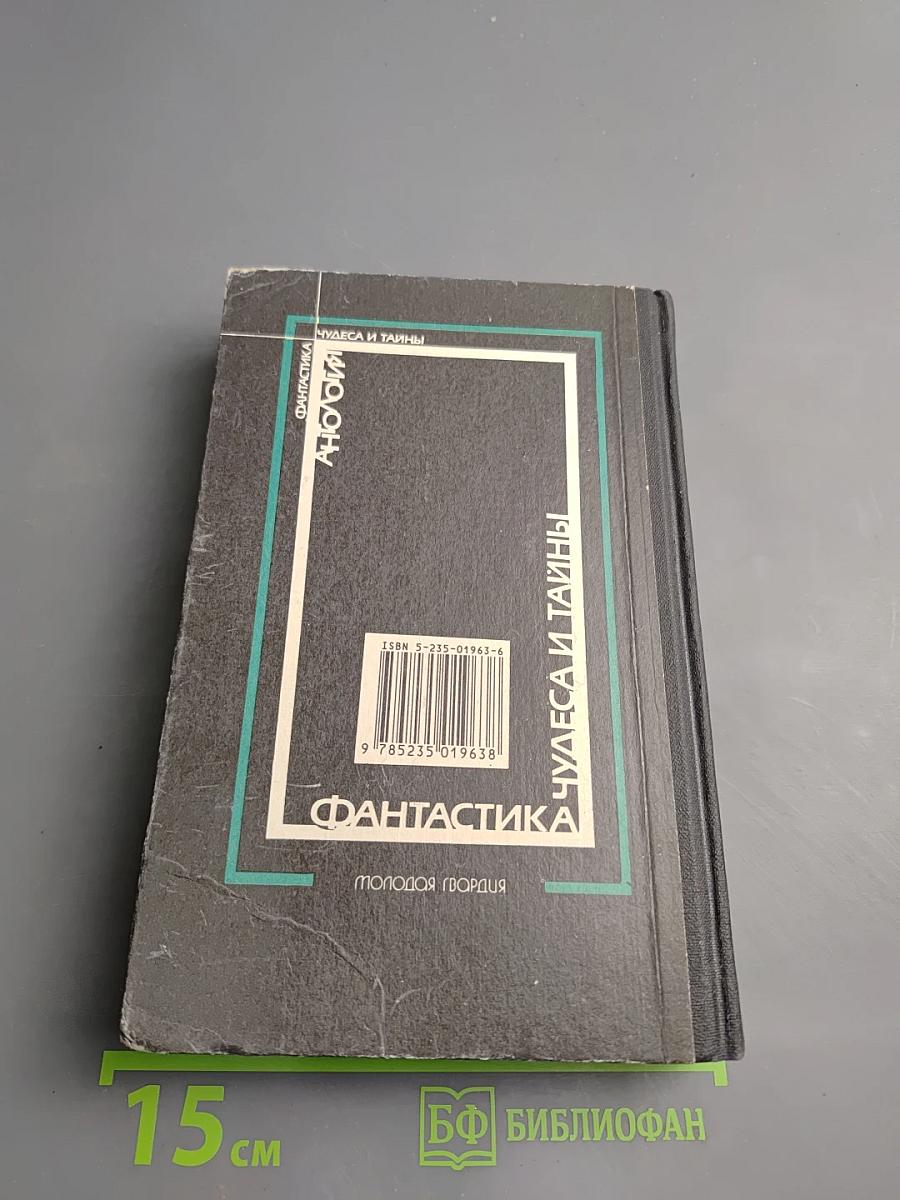 ЧУДЕСА И ТАЙНЫ
ФАНТАСТИКА
АНТОЛОГИЯ
ЧУДЕСА И ТАЙНЫ
ISBN 5-235-01963-6
9 785235 019638
ФАНТАСТИКА
МОЛОДАЯ ГВАРДИЯ
15 см
БФ БИБЛИОФАН